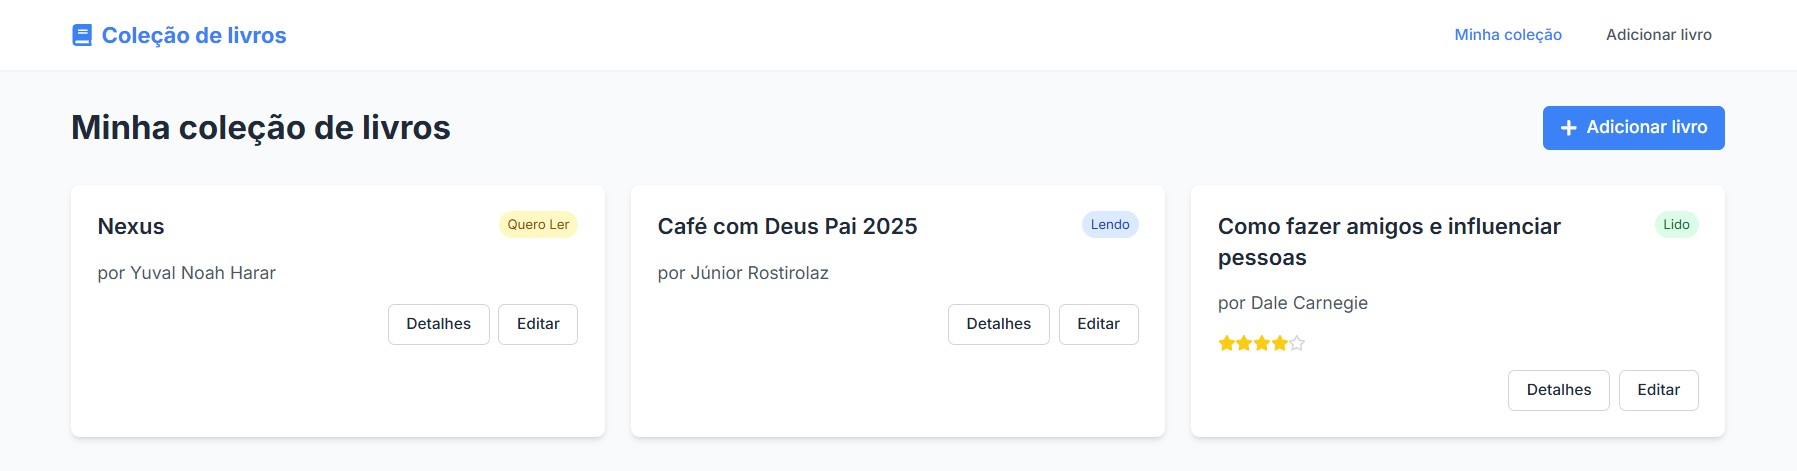 Coleção de livros
Minha coleção
Adicionar livro
Minha coleção de livros
Adicionar livro
Nexus
Quero Ler
por Yuval Noah Harar
Detalhes
Editar
Café com Deus Pai 2025
Lendo
por Júnior Rostirolaz
Detalhes
Editar
Como fazer amigos e influenciar
pessoas
Lido
por Dale Carnegie
Detalhes
Editar